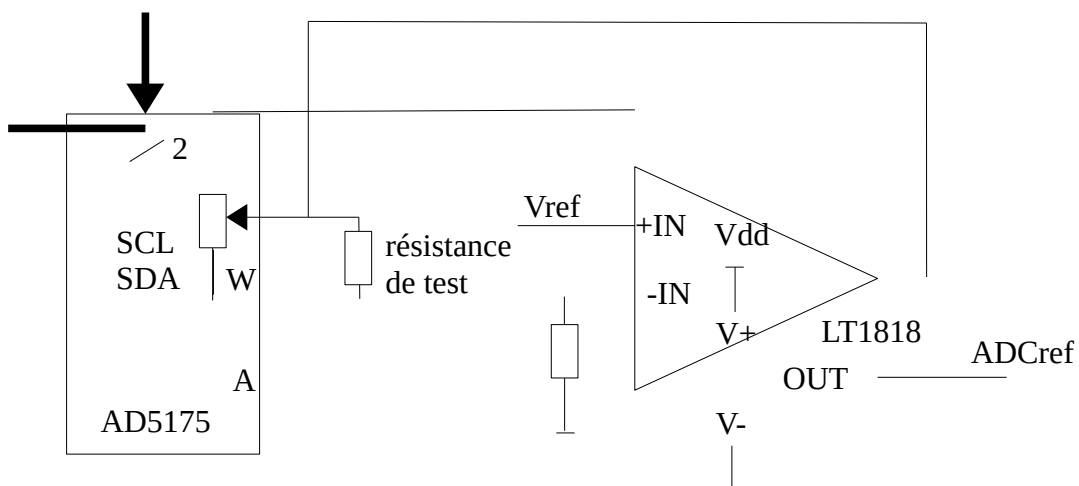 2
SCL
SDA
W
A
AD5175
résistance
de test
Vref
+IN
-IN
Vdd
V+
LT1818
OUT
ADCref
V-